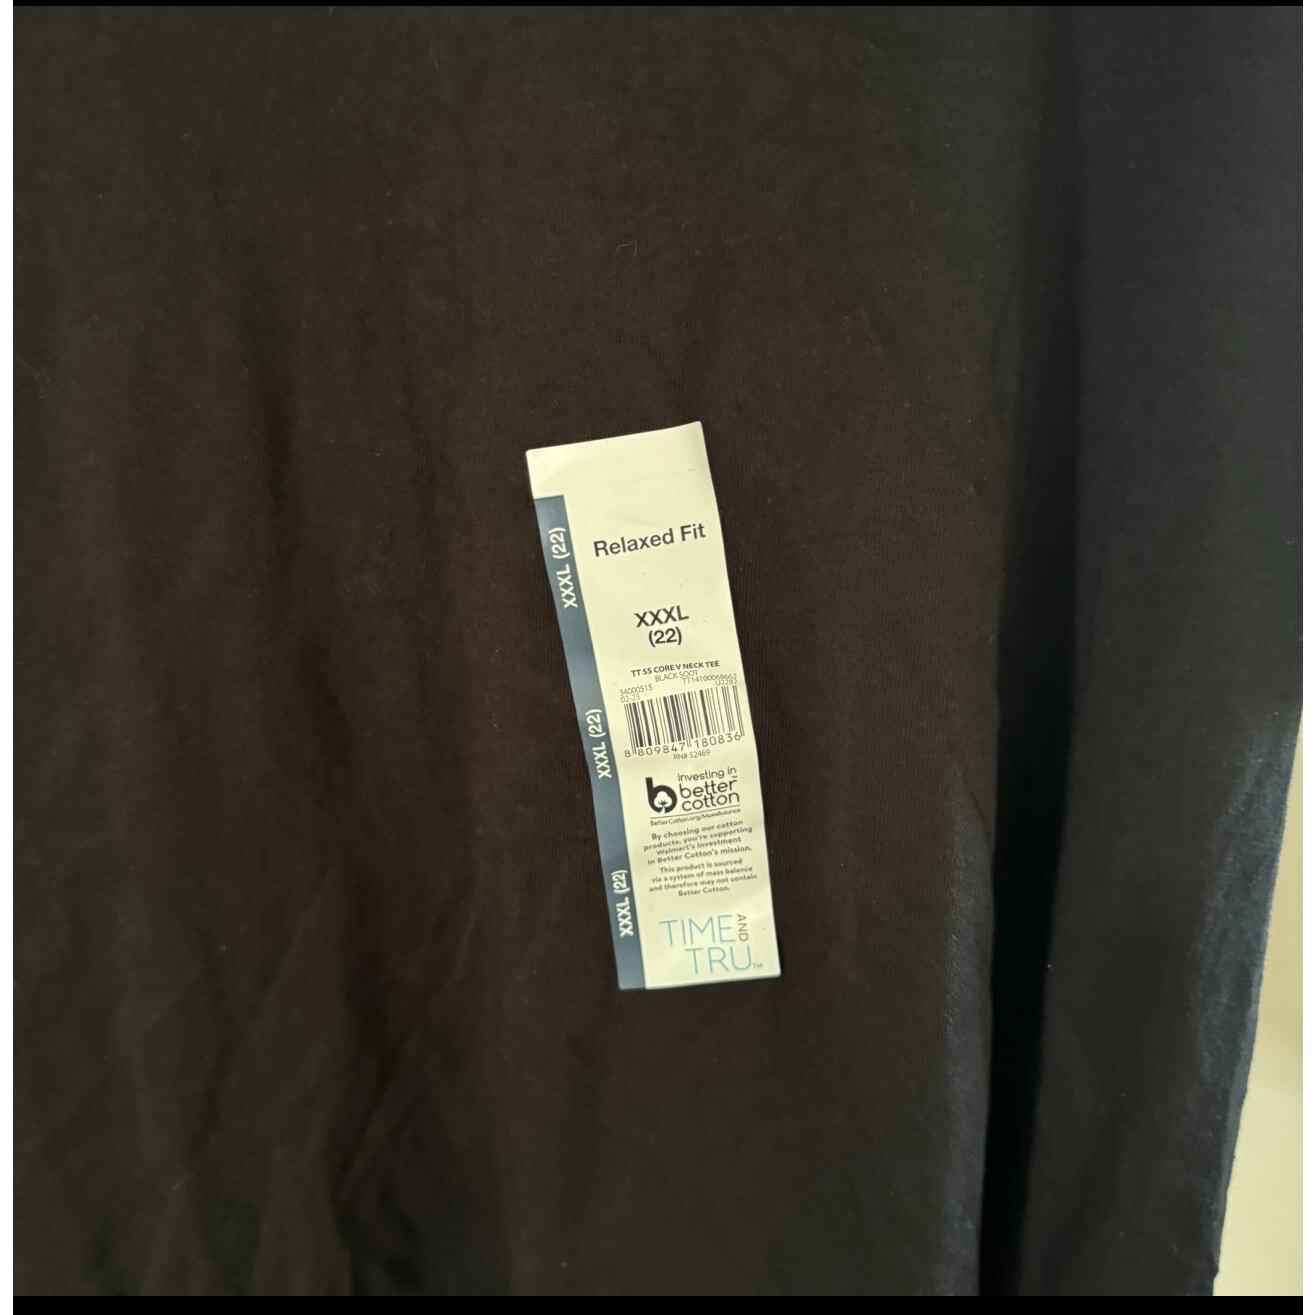 Relaxed Fit
XXXL
(22)
TT SS CORE V NECK TEE
BLACK SOOT
34000515 TT14100068662
02-23 U2282
8 809847 180836
RN# 52469
investing in
better
cotton
BetterCotton.org/MassBalance
By choosing our cotton
products, you're supporting
Walmart's investment
in Better Cotton's mission.
This product is sourced
via a system of mass balance
and therefore may not contain
Better Cotton.
TIME AND
TRU™
XXXL (22)
XXXL (22)
XXXL (22)